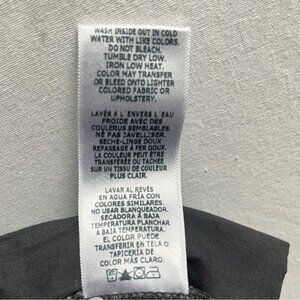 WASH INSIDE OUT IN COLD
WATER WITH LIKE COLORS.
DO NOT BLEACH.
TUMBLE DRY LOW.
IRON LOW HEAT.
COLOR MAY TRANSFER
OR BLEED ONTO LIGHTER
COLORED FABRIC OR
UPHOLSTERY.
LAVER A L'ENVERS L'EAU
FROIDE AVEC DES
COULEURS SEMBLABLES.
NE PAS JAVELLISER.
SÈCHE-LINGE DOUX
REPASSAGE À FER DOUX.
LA COULEUR PEUT ÊTRE
TRANSFÉRÉE OU TACHÉE
SUR UN TISSU DE COULEUR
PLUS CLAIR.
LAVAR AL REVÉS
EN AGUA FRÍA CON
COLORES SIMILARES.
NO USAR BLANQUEADOR.
SECADORA Á BAJA
TEMPERATURA PLANCHAR
A BAJA TEMPERATURA.
EL COLOR PUEDE
TRANSFERIR EN TELA O
TAPICERÍA DE
COLOR MAS CLARO.